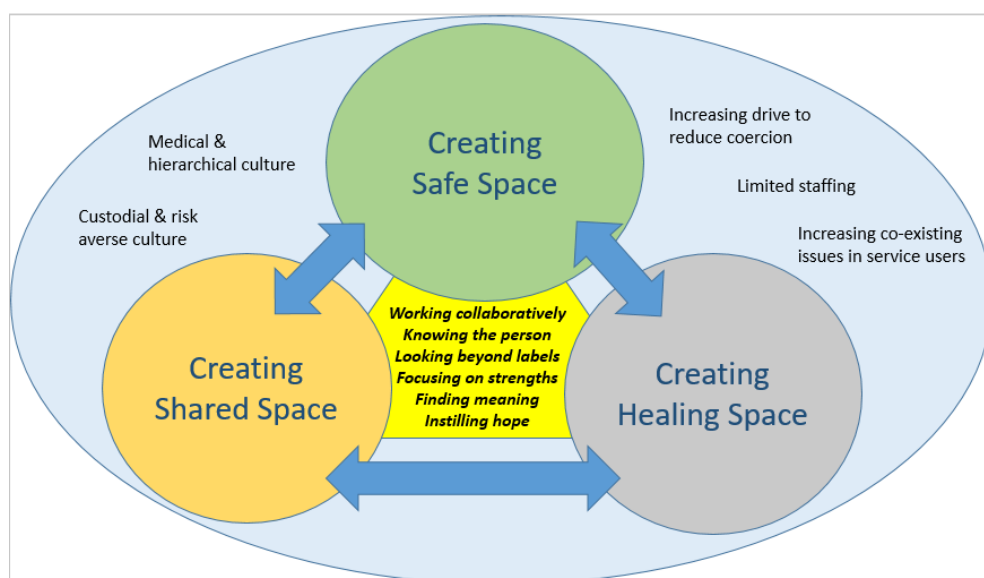 Creating
Safe Space
Medical &
hierarchical culture
Custodial & risk
averse culture
Increasing drive to
reduce coercion
Limited staffing
Increasing co-existing
issues in service users
Working collaboratively
Knowing the person
Looking beyond labels
Focusing on strengths
Finding meaning
Instilling hope
Creating
Shared Space
Creating
Healing Space